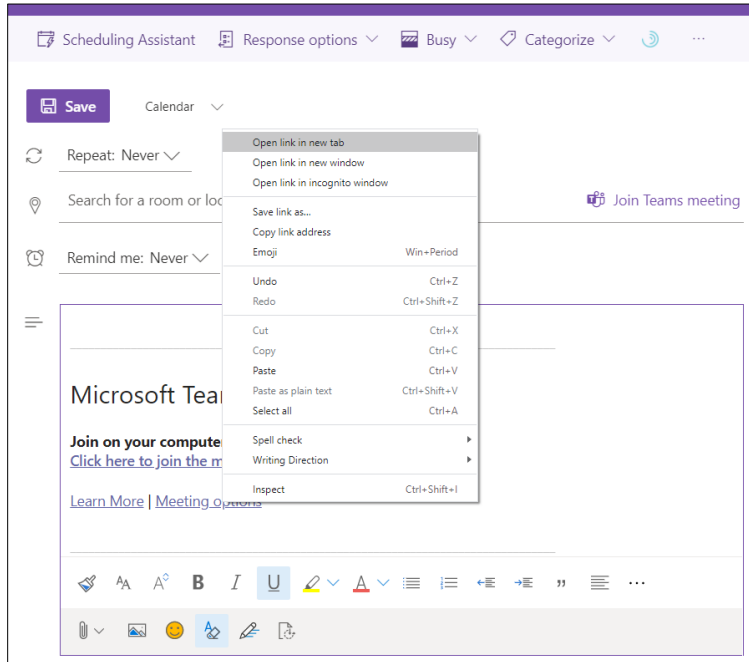 Scheduling Assistant Response options Busy Categorize ...
Save Calendar
Repeat: Never
Search for a room or loc
Join Teams meeting
Remind me: Never
Open link in new tab
Open link in new window
Open link in incognito window
Save link as...
Copy link address
Emoji Win+Period
Undo Ctrl+Z
Redo Ctrl+Shift+Z
Cut Ctrl+X
Copy Ctrl+C
Paste Ctrl+V
Paste as plain text Ctrl+Shift+V
Select all Ctrl+A
Spell check
Writing Direction
Inspect Ctrl+Shift+I
Microsoft Tea
Join on your compute
Click here to join the m
Learn More | Meeting options